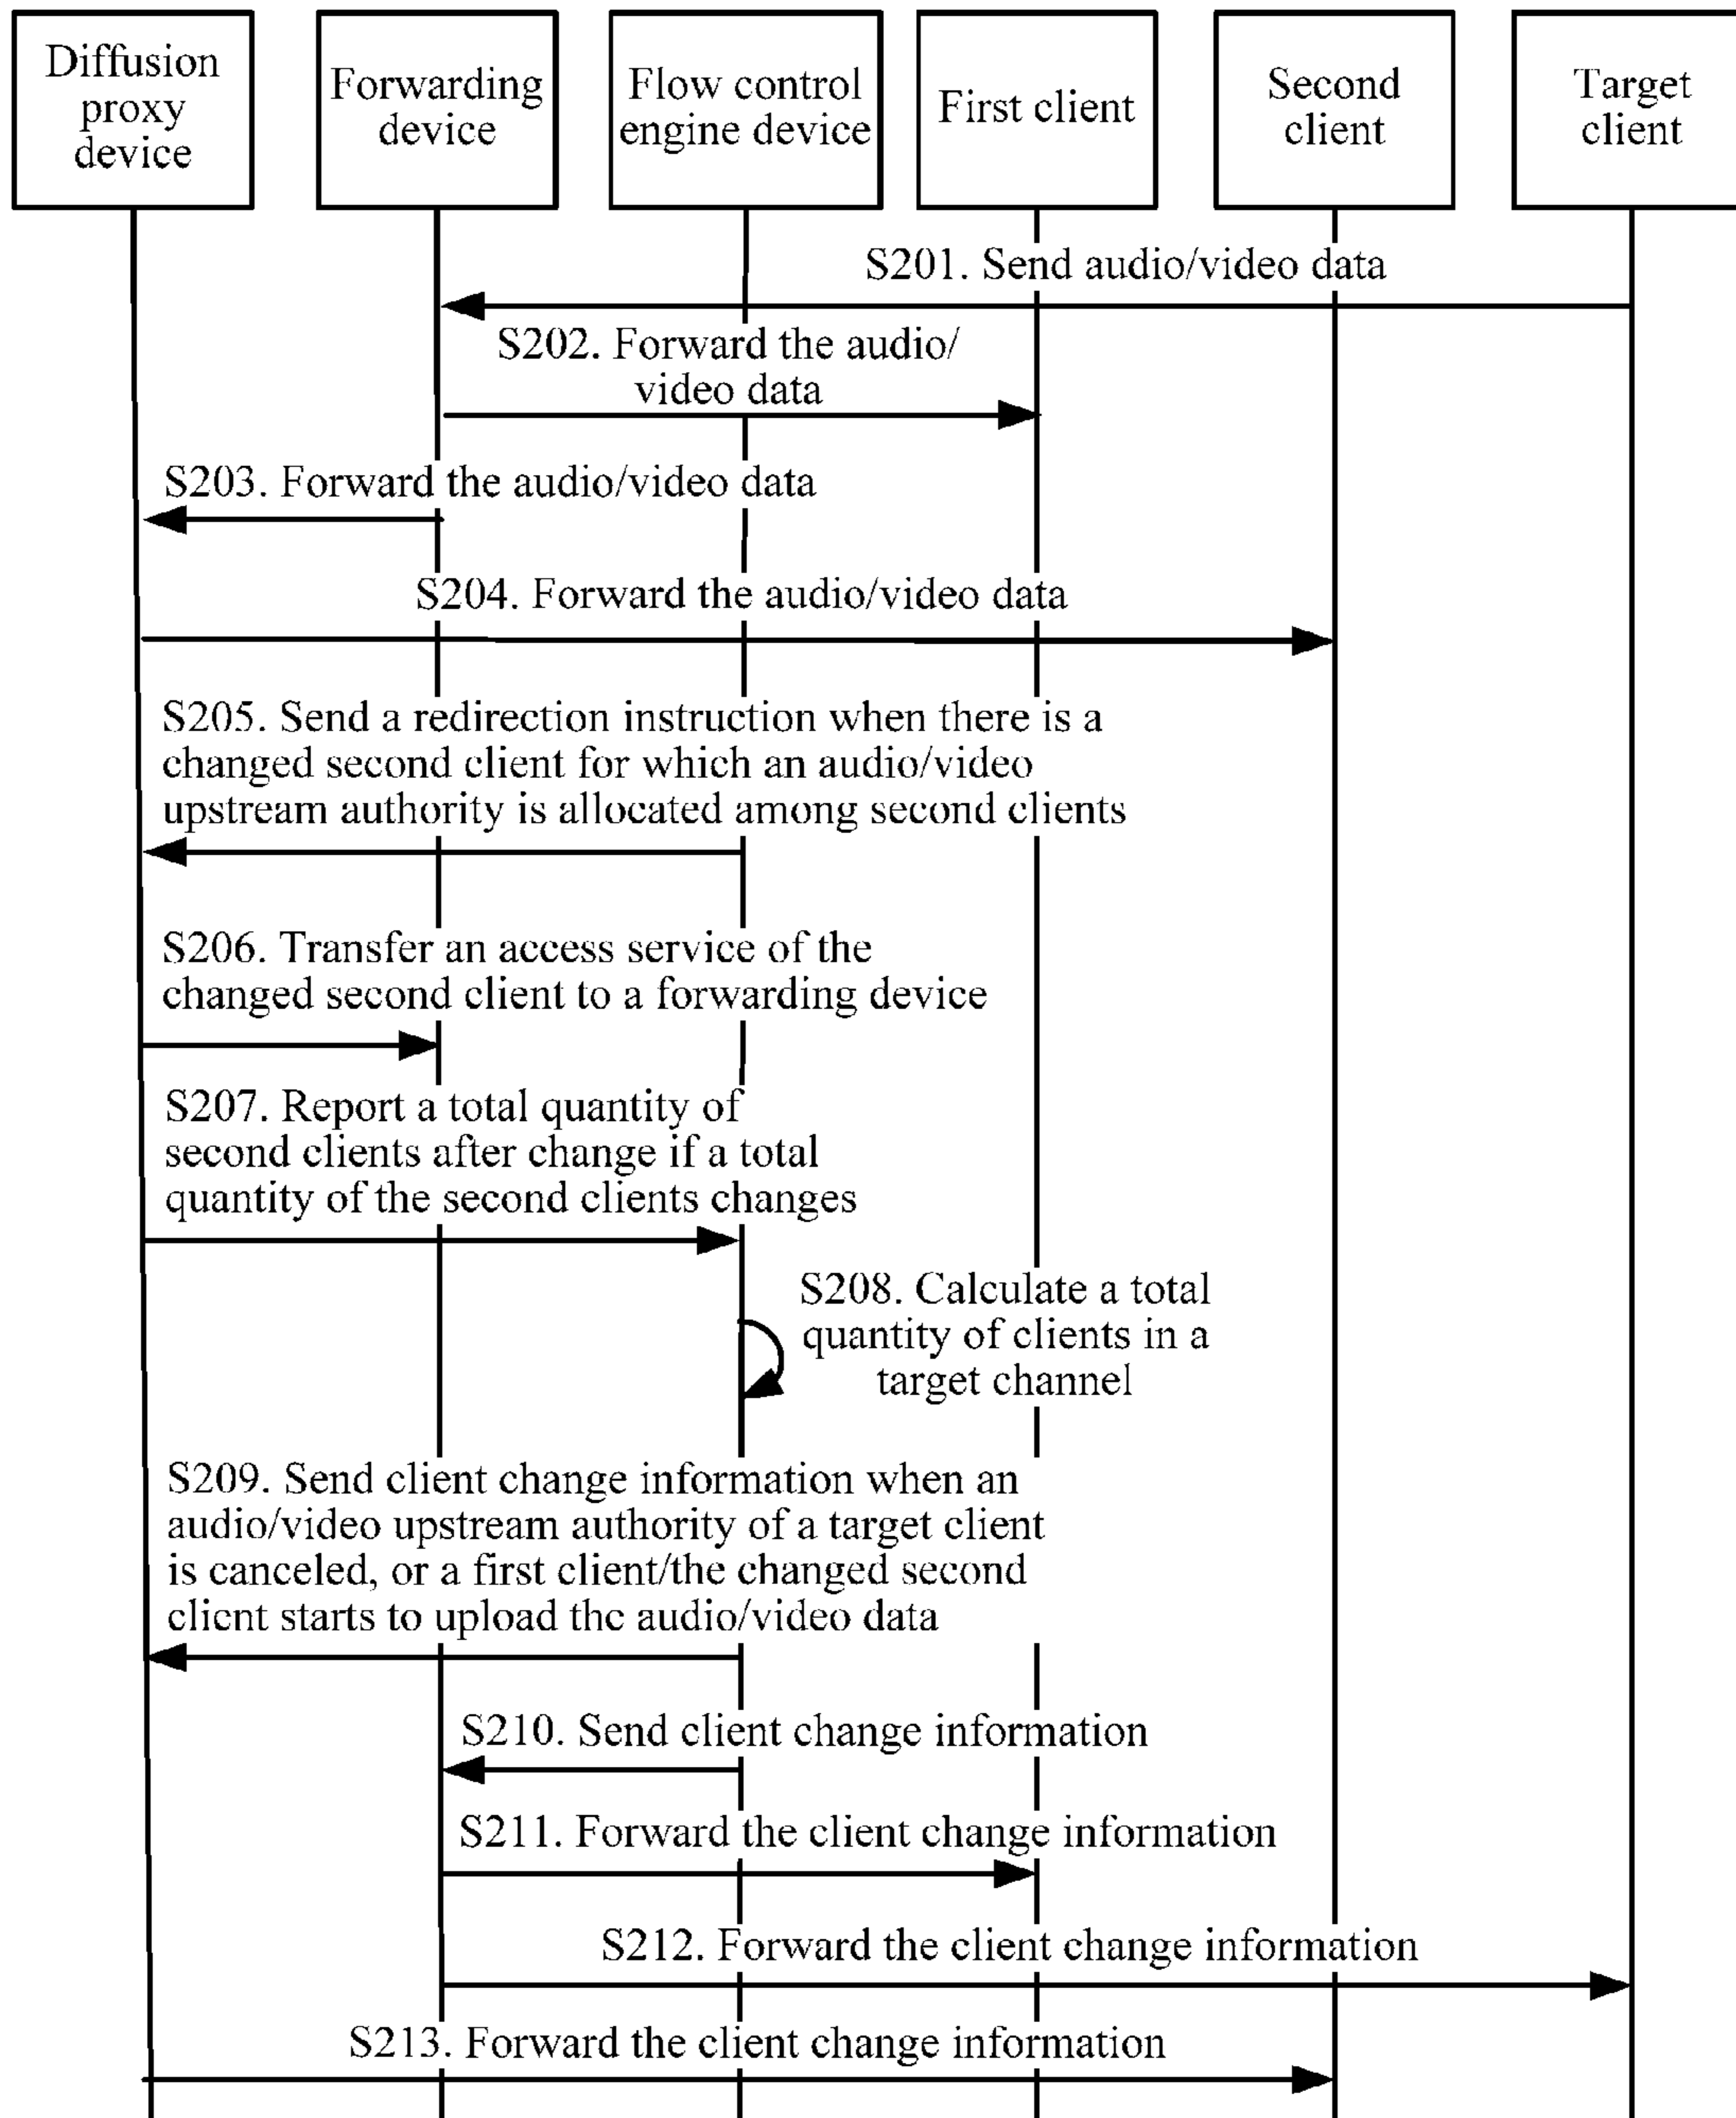 Diffusion
proxy
device
Forwarding
device
Flow control
engine device
First client
Second
client
Target
client
S201. Send audio/video data
S202. Forward the audio/
video data
S203. Forward the audio/video data
S204. Forward the audio/video data
S205. Send a redirection instruction when there is a
changed second client for which an audio/video
upstream authority is allocated among second clients
S206. Transfer an access service of the
changed second client to a forwarding device
S207. Report a total quantity of
second clients after change if a total
quantity of the second clients changes
S208. Calculate a total
quantity of clients in a
target channel
S209. Send client change information when an
audio/video upstream authority of a target client
is canceled, or a first client/the changed second
client starts to upload the audio/video data
S210. Send client change information
S211. Forward the client change information
S212. Forward the client change information
S213. Forward the client change information